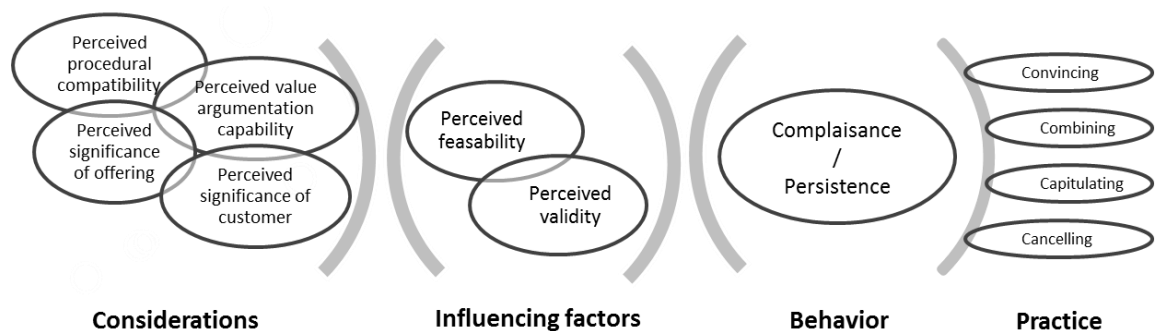 Perceived
procedural
compatibility
Perceived value
argumentation
capability
Perceived
significance
of offering
Perceived
significance of
customer
Perceived
feasability
Perceived
validity
Complaisance
/
Persistence
Convincing
Combining
Capitulating
Cancelling
Considerations
Influencing factors
Behavior
Practice